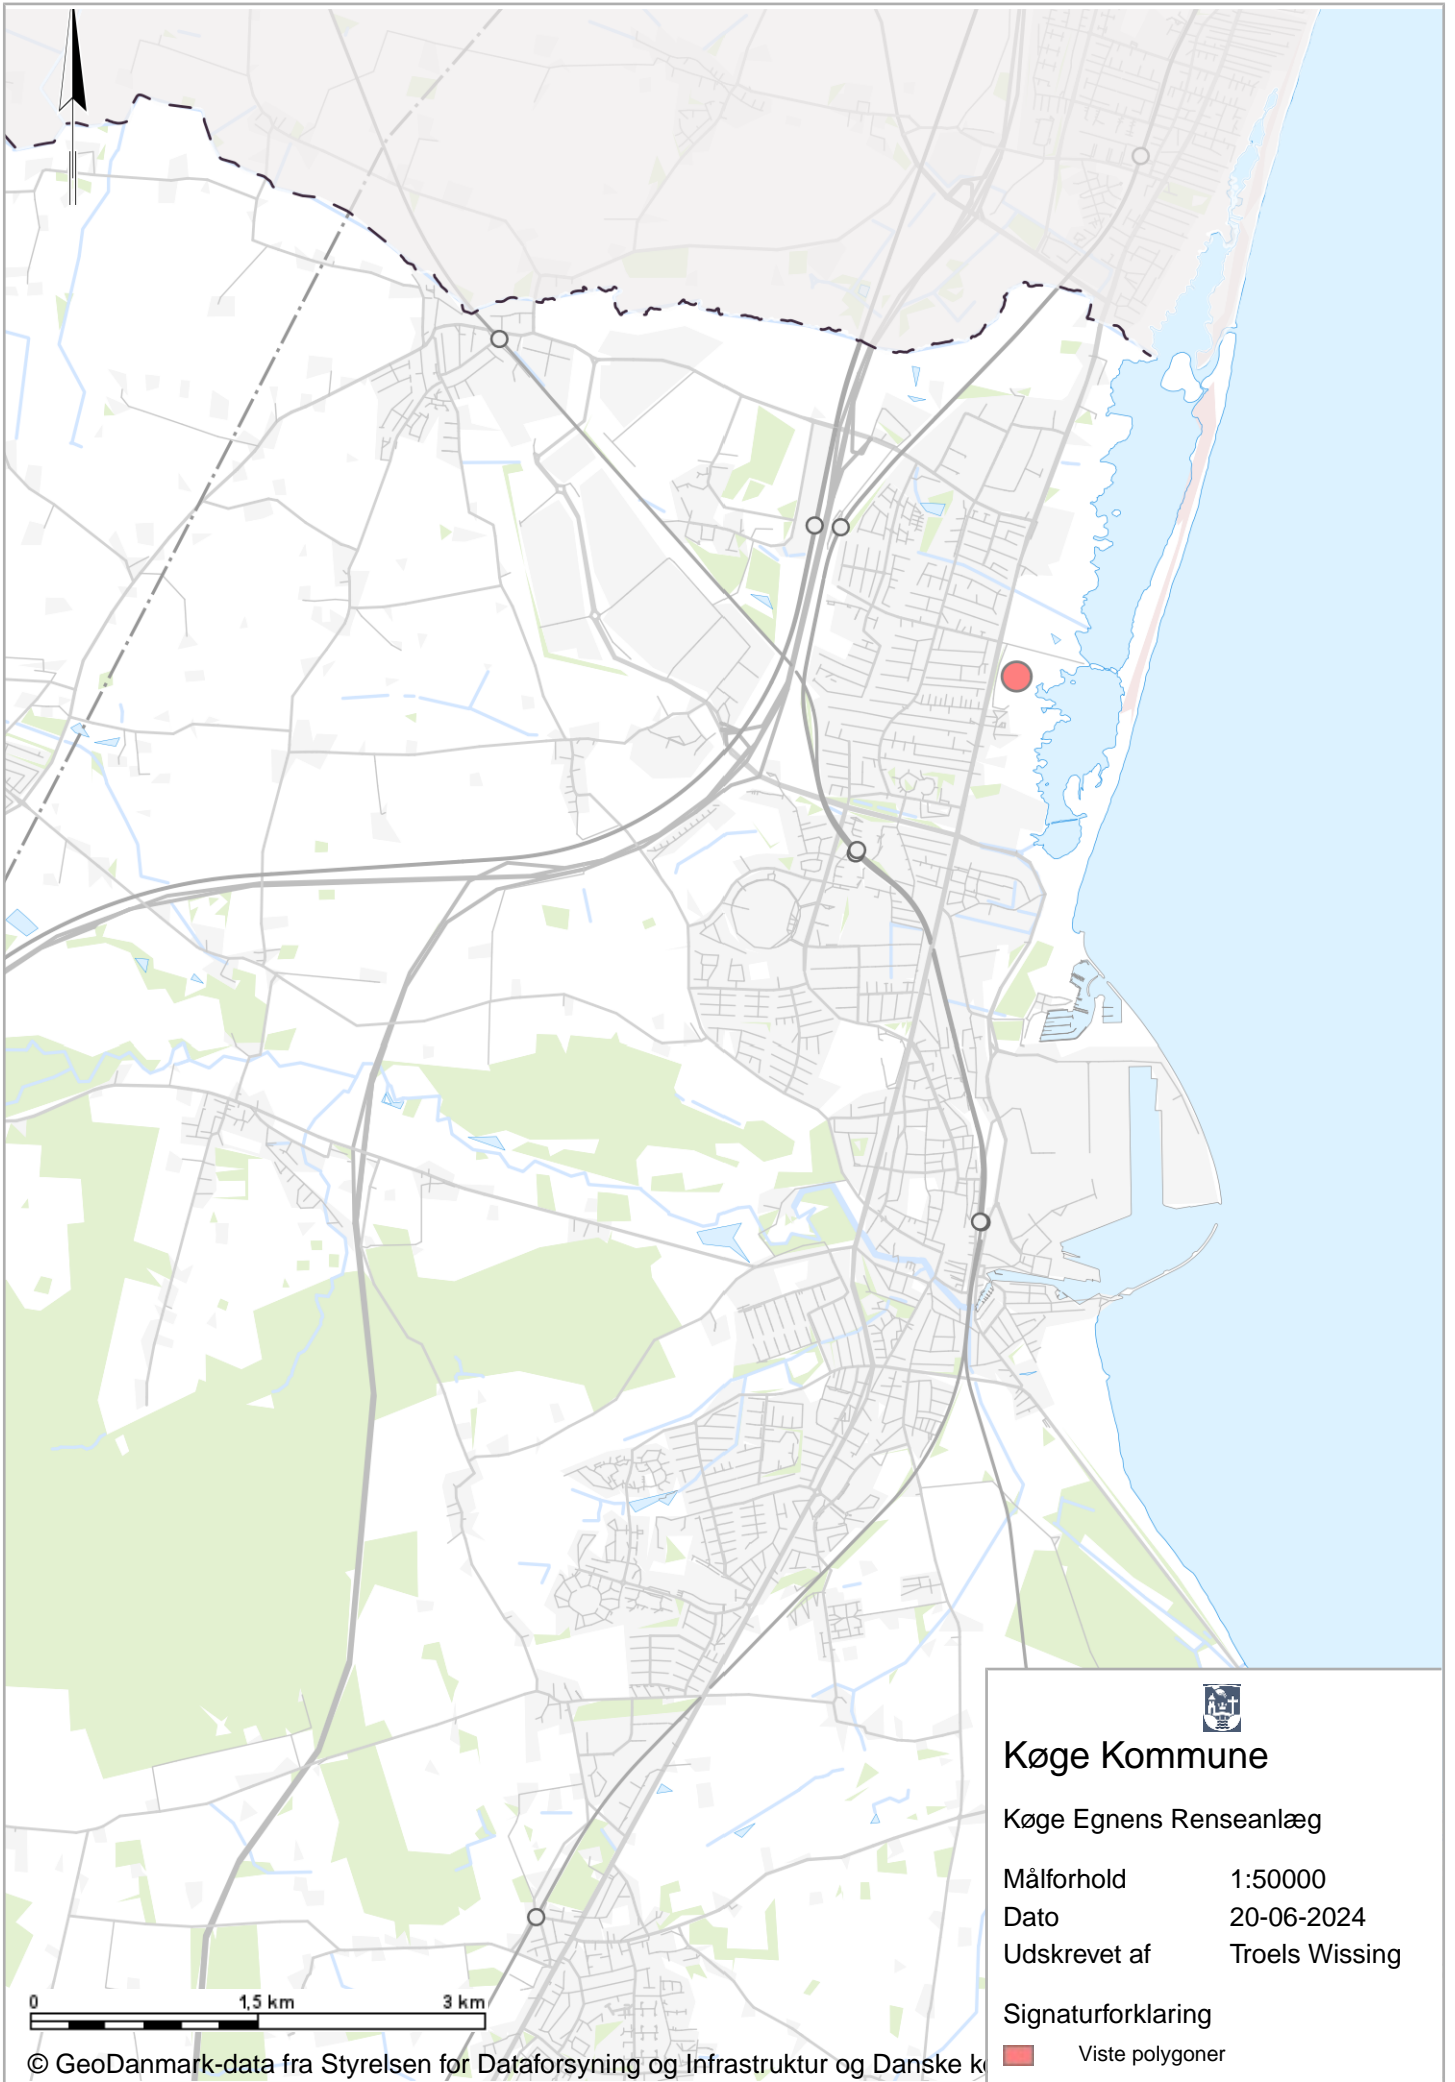 Køge Kommune
Køge Egnens Renseanlæg
Målforhold 1:50000
Dato 20-06-2024
Udskrevet af Troels Wissing
Signaturforklaring
Viste polygoner
0 1,5 km 3 km
© GeoDanmark-data fra Styrelsen for Dataforsyning og Infrastruktur og Danske